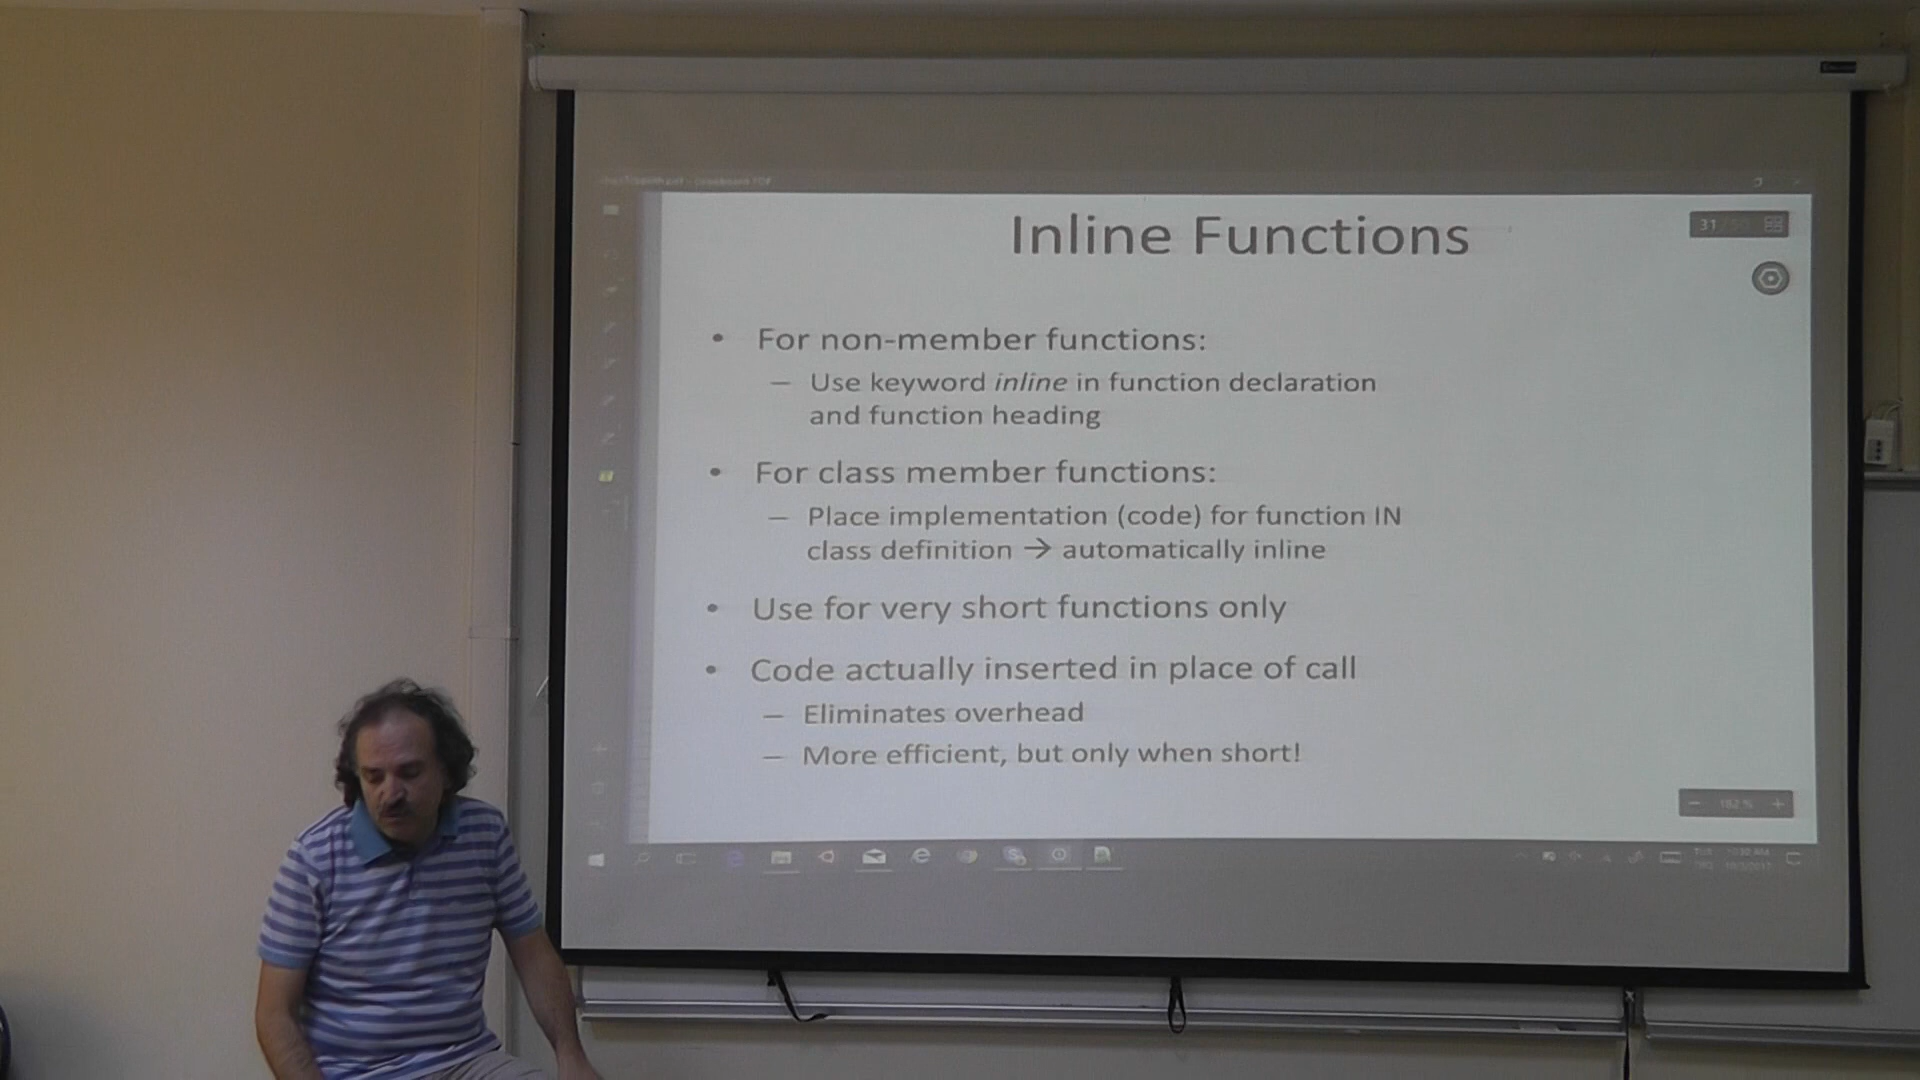 Inline Functions
31
• For non-member functions:
– Use keyword inline in function declaration
and function heading
• For class member functions:
– Place implementation (code) for function IN
class definition → automatically inline
• Use for very short functions only
• Code actually inserted in place of call
– Eliminates overhead
– More efficient, but only when short!
182 %